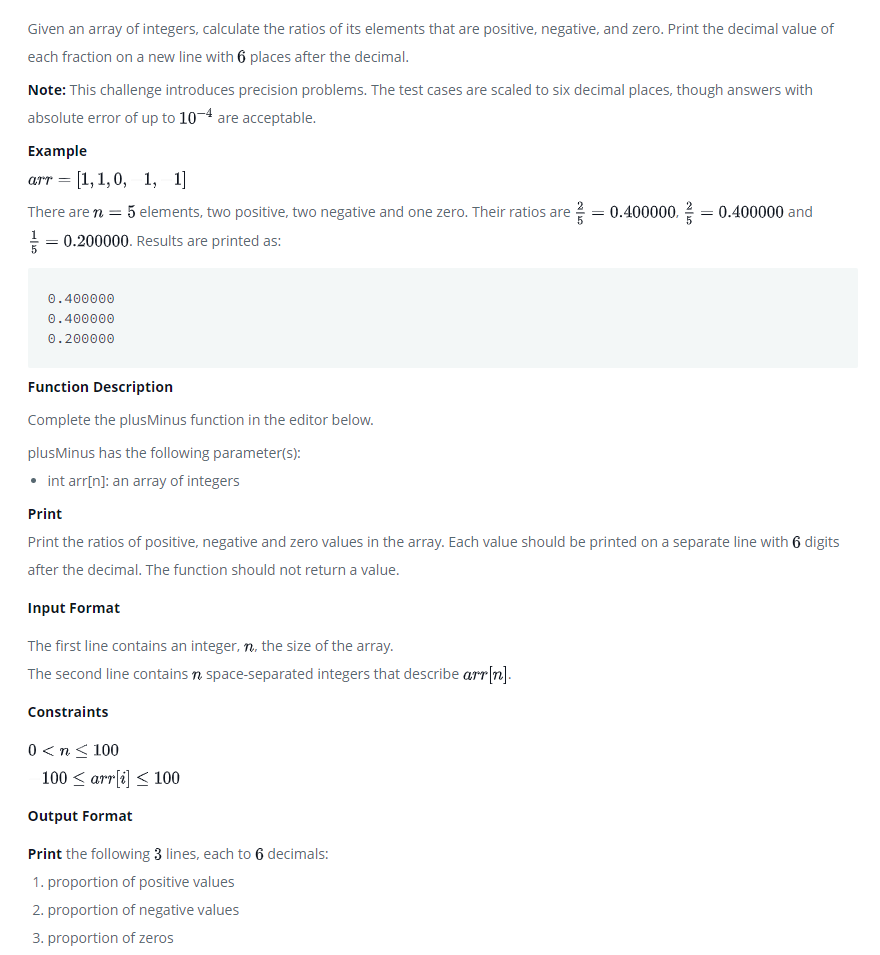 Given an array of integers, calculate the ratios of its elements that are positive, negative, and zero. Print the decimal value of
each fraction on a new line with 6 places after the decimal.
Note: This challenge introduces precision problems. The test cases are scaled to six decimal places, though answers with
absolute error of up to 10⁻⁴ are acceptable.
Example
arr = [1, 1, 0, 1, 1]
There are n = 5 elements, two positive, two negative and one zero. Their ratios are 2/5 = 0.400000, 2/5 = 0.400000 and
1/5 = 0.200000. Results are printed as:
0.400000
0.400000
0.200000
Function Description
Complete the plusMinus function in the editor below.
plusMinus has the following parameter(s):
• int arr[n]: an array of integers
Print
Print the ratios of positive, negative and zero values in the array. Each value should be printed on a separate line with 6 digits
after the decimal. The function should not return a value.
Input Format
The first line contains an integer, n, the size of the array.
The second line contains n space-separated integers that describe arr[n].
Constraints
0 < n ≤ 100
100 ≤ arr[i] ≤ 100
Output Format
Print the following 3 lines, each to 6 decimals:
1. proportion of positive values
2. proportion of negative values
3. proportion of zeros